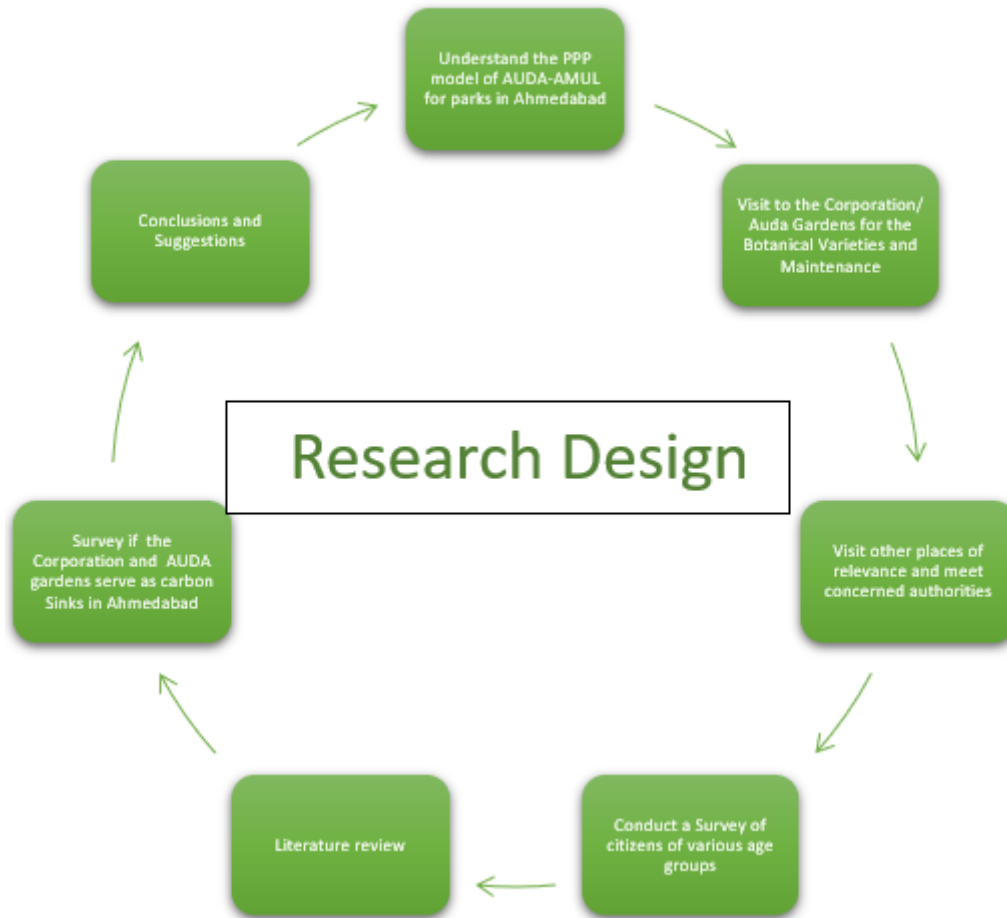 Understand the PPP
model of AUDA-AMUL
for parks in Ahmedabad
Visit to the Corporation/
Auda Gardens for the
Botanical Varieties and
Maintenance
Visit other places of
relevance and meet
concerned authorities
Conduct a Survey of
citizens of various age
groups
Literature review
Survey if the
Corporation and AUDA
gardens serve as carbon
Sinks in Ahmedabad
Conclusions and
Suggestions
Research Design